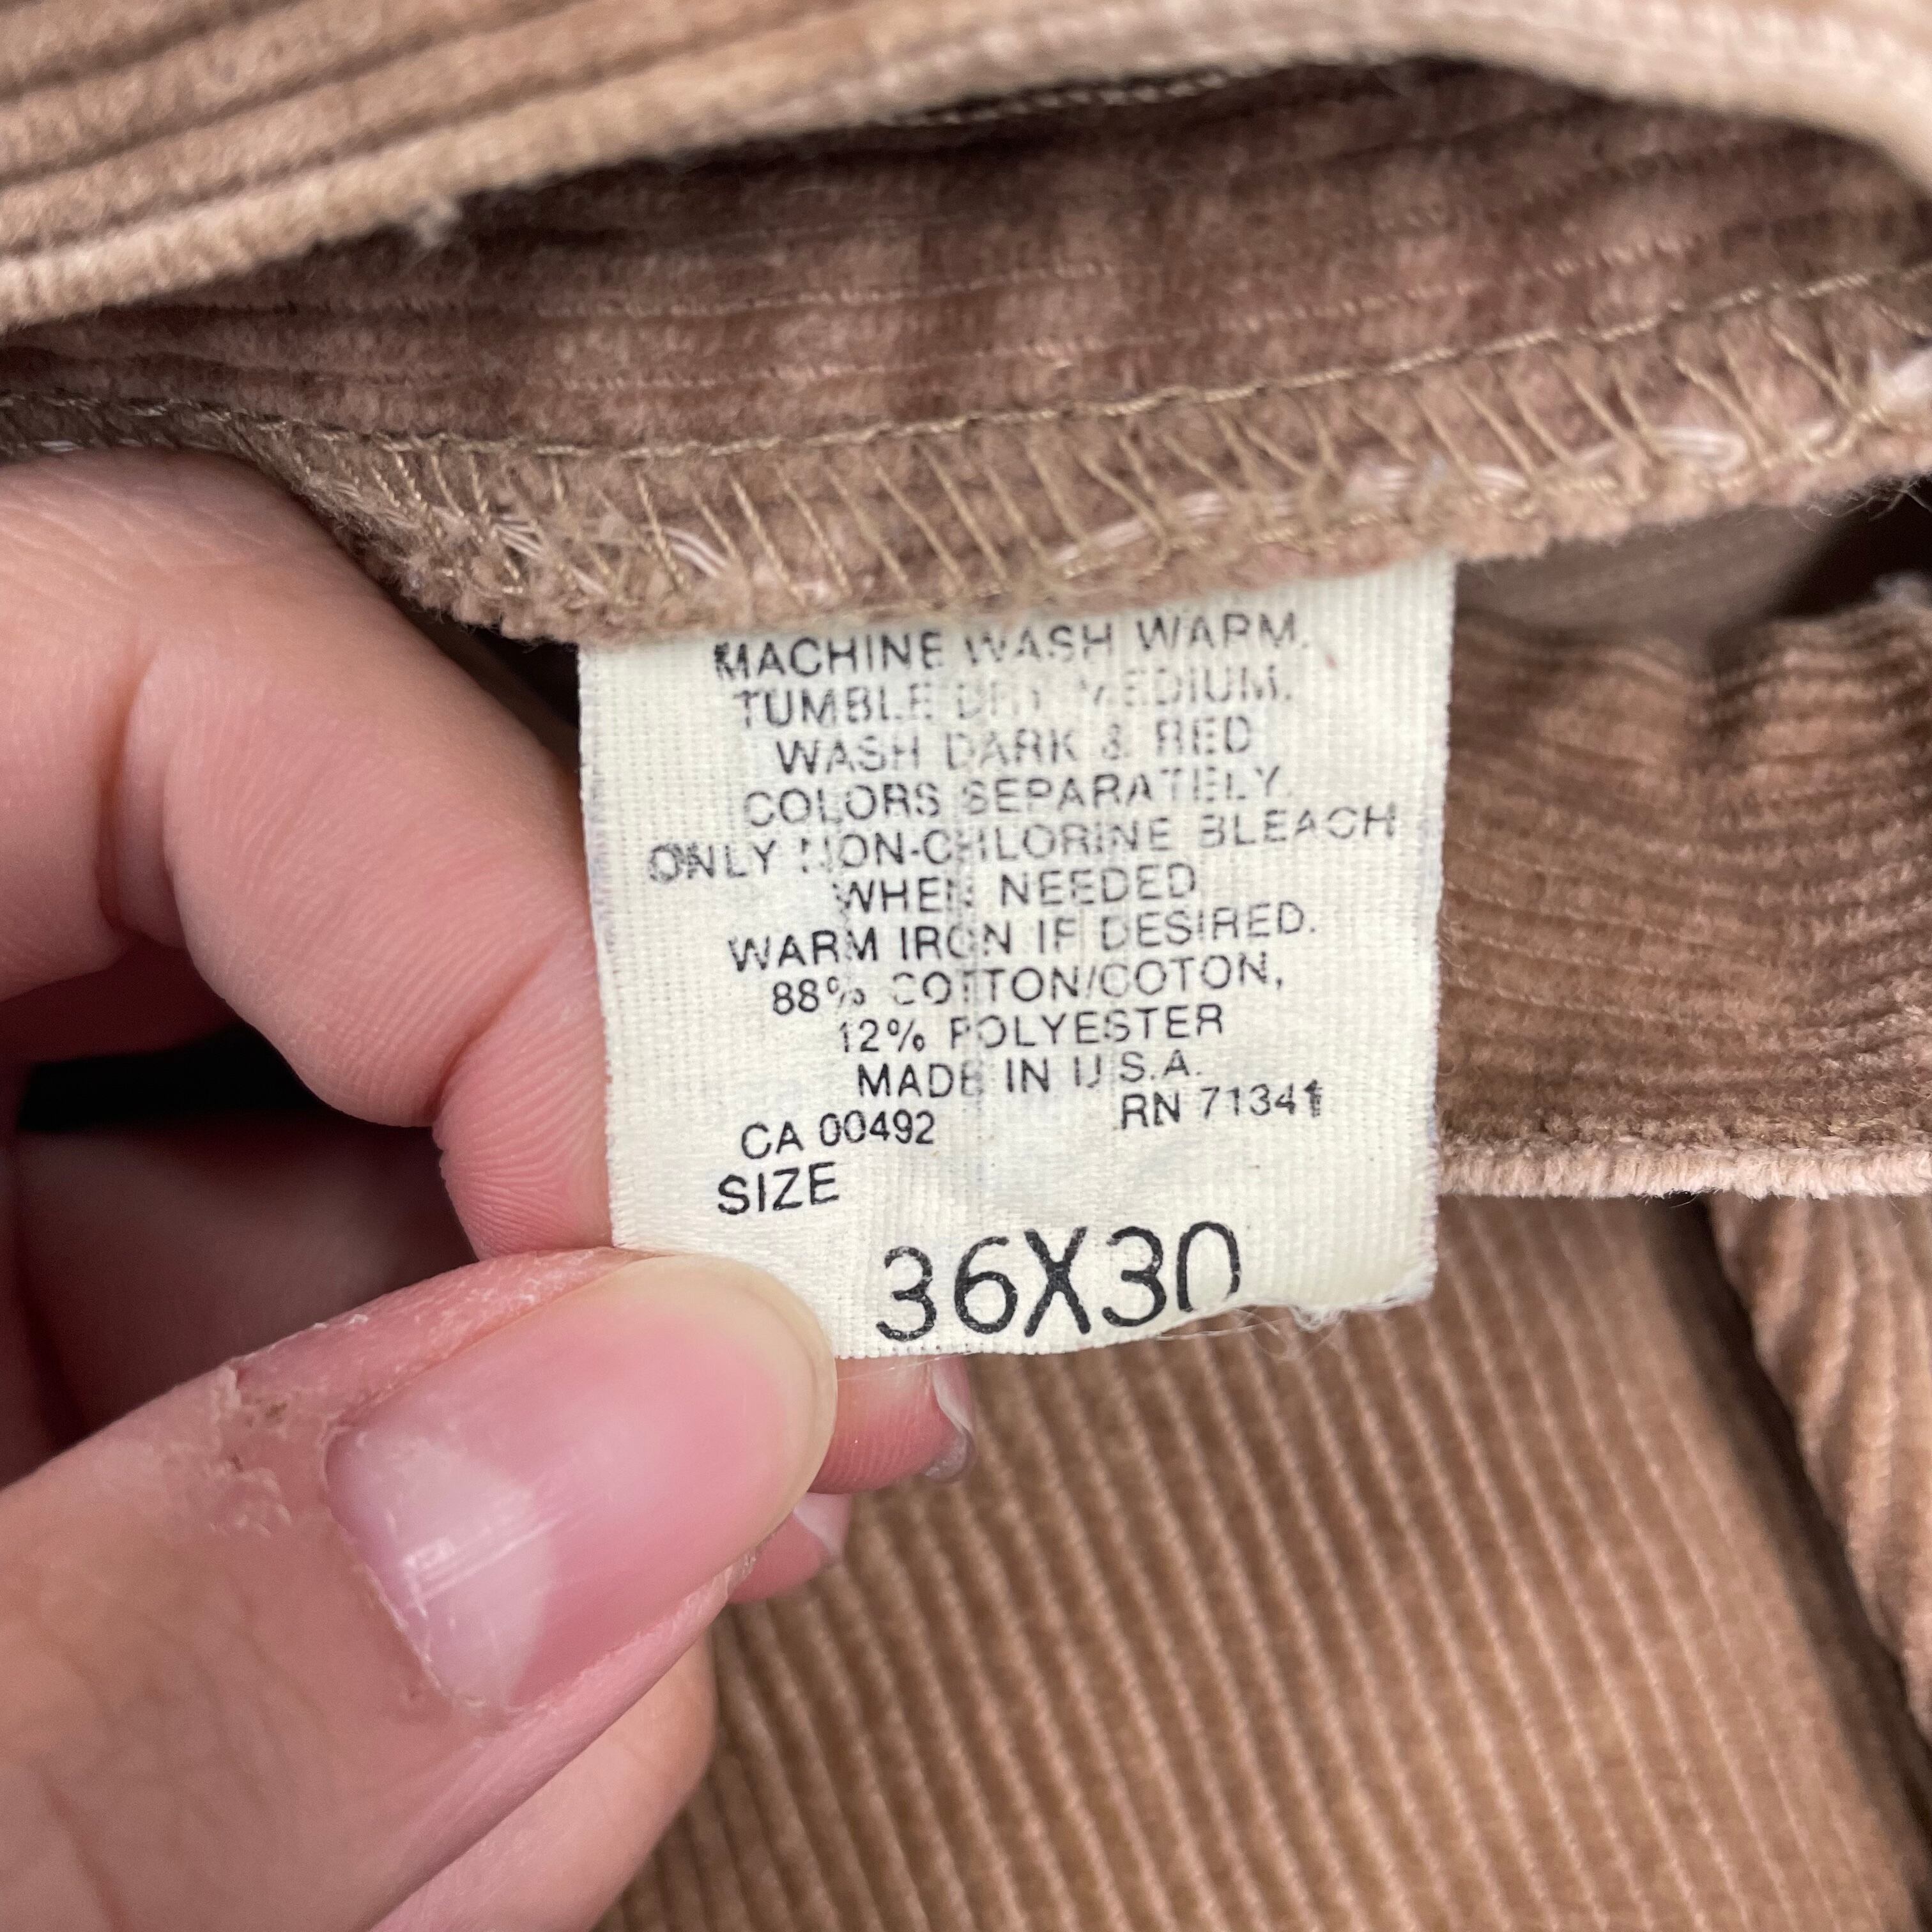 MACHINE WASH WARM.
TUMBLE DRY MEDIUM.
WASH DARK & RED
COLORS SEPARATELY.
ONLY NON-CHLORINE BLEACH
WHEN NEEDED
WARM IRON IF DESIRED.
88% COTTON/COTON,
12% POLYESTER
MADE IN U.S.A.
CA 00492 RN 71341
SIZE
36X30